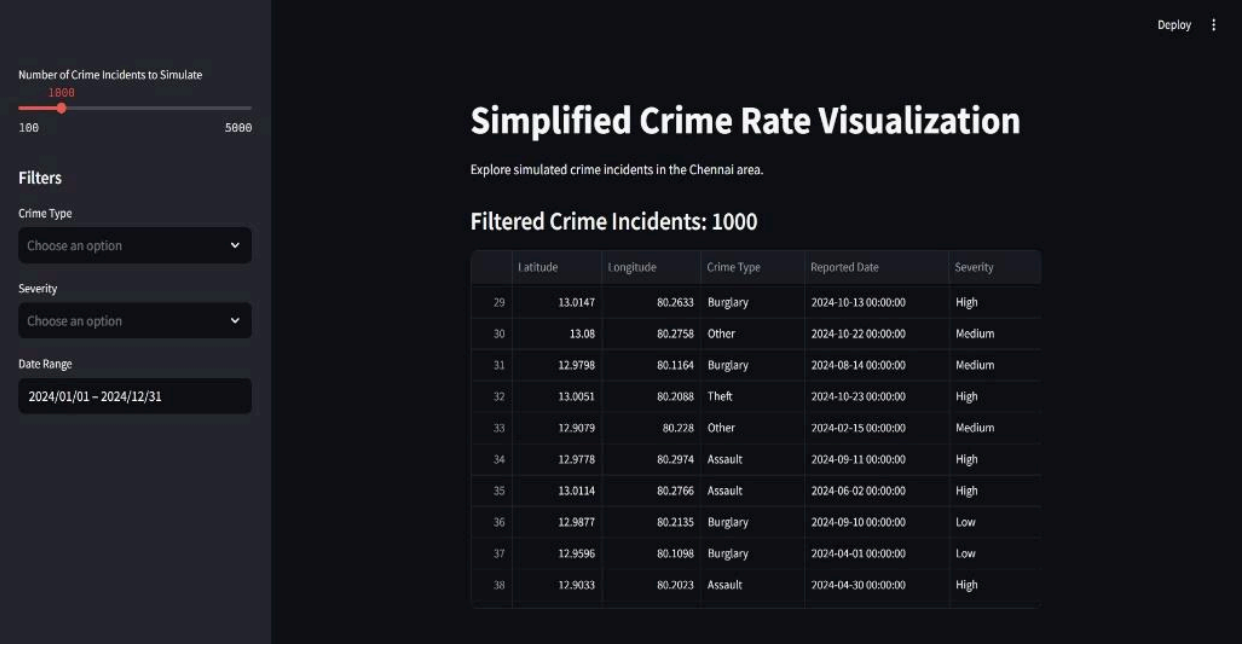 Deploy
Number of Crime Incidents to Simulate
1000
100 5000
Filters
Crime Type
Choose an option
Severity
Choose an option
Date Range
2024/01/01 – 2024/12/31
Simplified Crime Rate Visualization
Explore simulated crime incidents in the Chennai area.
Filtered Crime Incidents: 1000
Latitude Longitude Crime Type Reported Date Severity
29 13.0147 80.2633 Burglary 2024-10-13 00:00:00 High
30 13.08 80.2758 Other 2024-10-22 00:00:00 Medium
31 12.9798 80.1164 Burglary 2024-08-14 00:00:00 Medium
32 13.0051 80.2088 Theft 2024-10-23 00:00:00 High
33 12.9079 80.228 Other 2024-02-15 00:00:00 Medium
34 12.9778 80.2974 Assault 2024-09-11 00:00:00 High
35 13.0114 80.2766 Assault 2024-06-02 00:00:00 High
36 12.9877 80.2135 Burglary 2024-09-10 00:00:00 Low
37 12.9596 80.1098 Burglary 2024-04-01 00:00:00 Low
38 12.9033 80.2023 Assault 2024-04-30 00:00:00 High